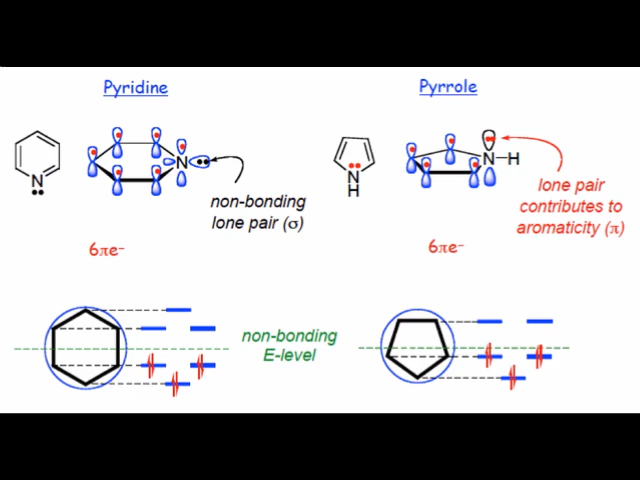 Pyridine
N
N
non-bonding
lone pair (σ)
6πe⁻
Pyrrole
N
H
N–H
lone pair
contributes to
aromaticity (π)
6πe⁻
non-bonding
E-level